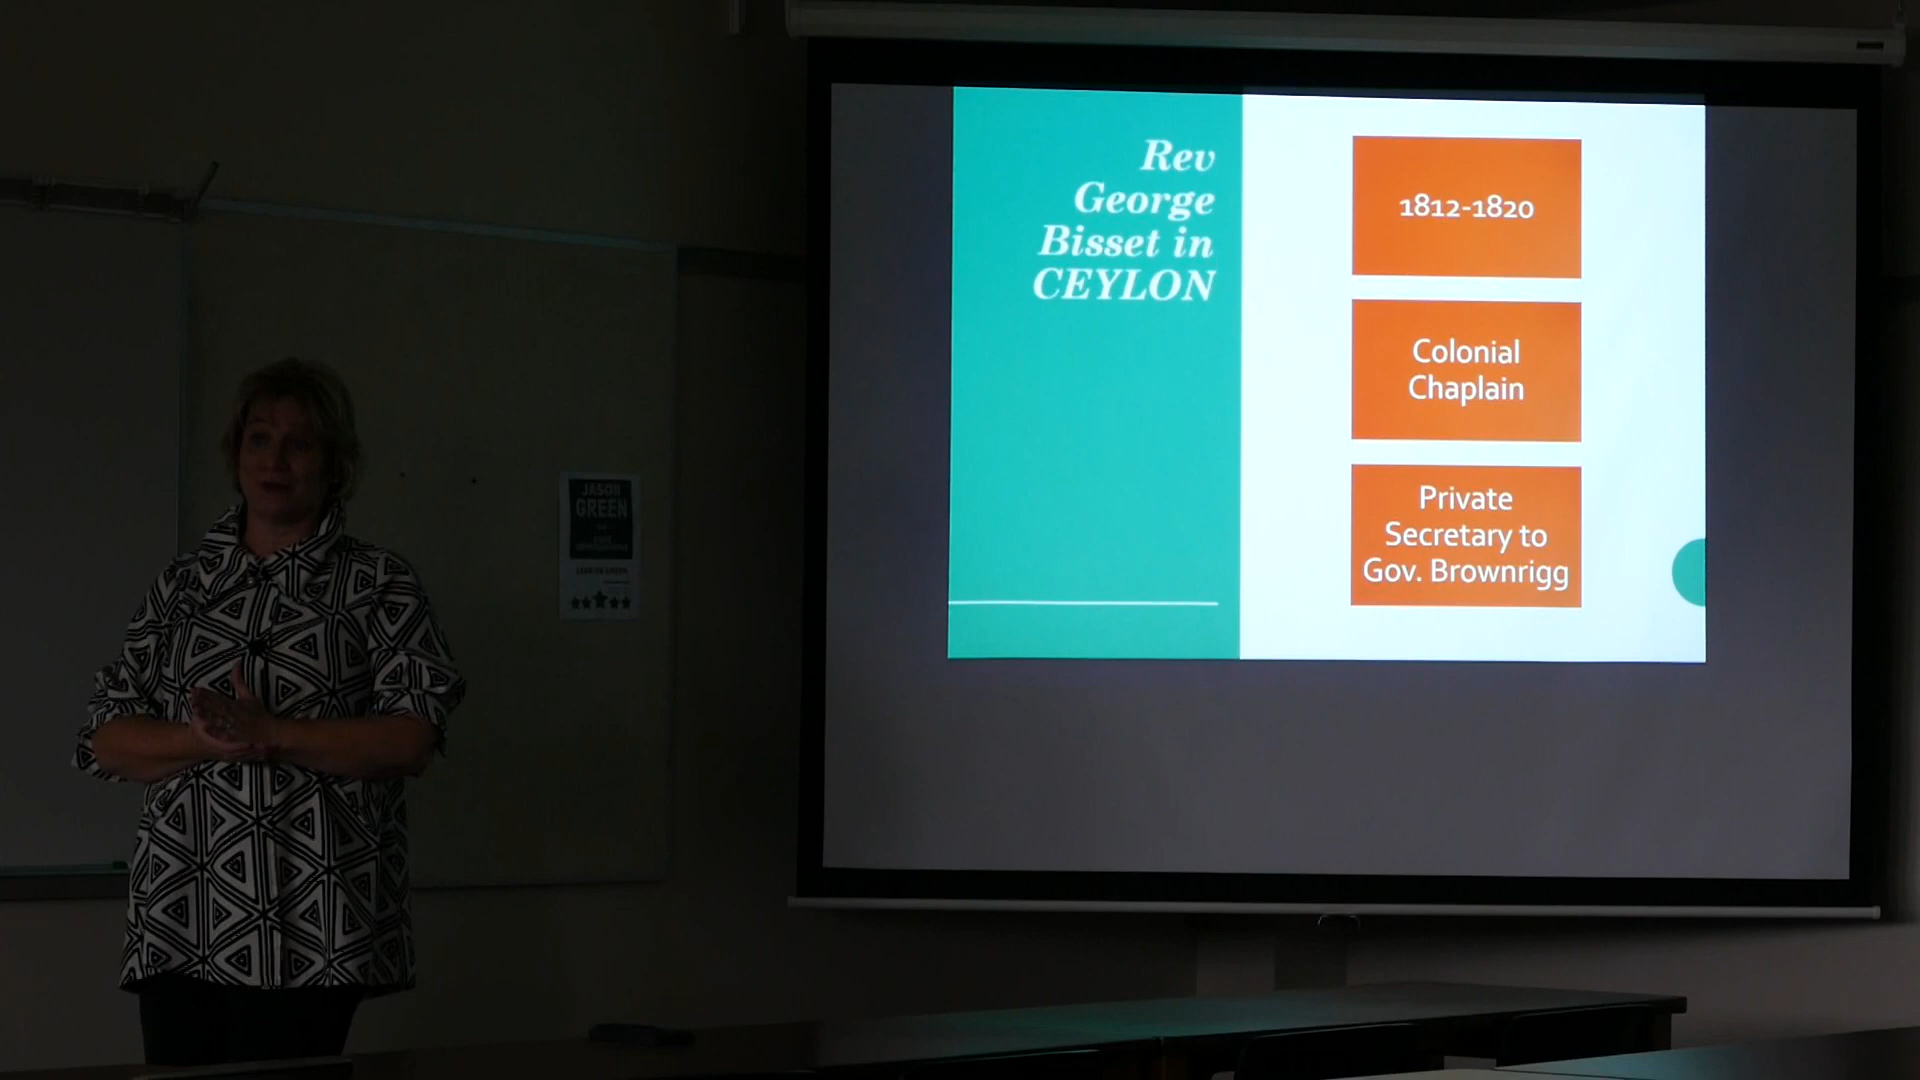 Rev
George
Bisset in
CEYLON
1812-1820
Colonial
Chaplain
Private
Secretary to
Gov. Brownrigg
JASON
GREEN